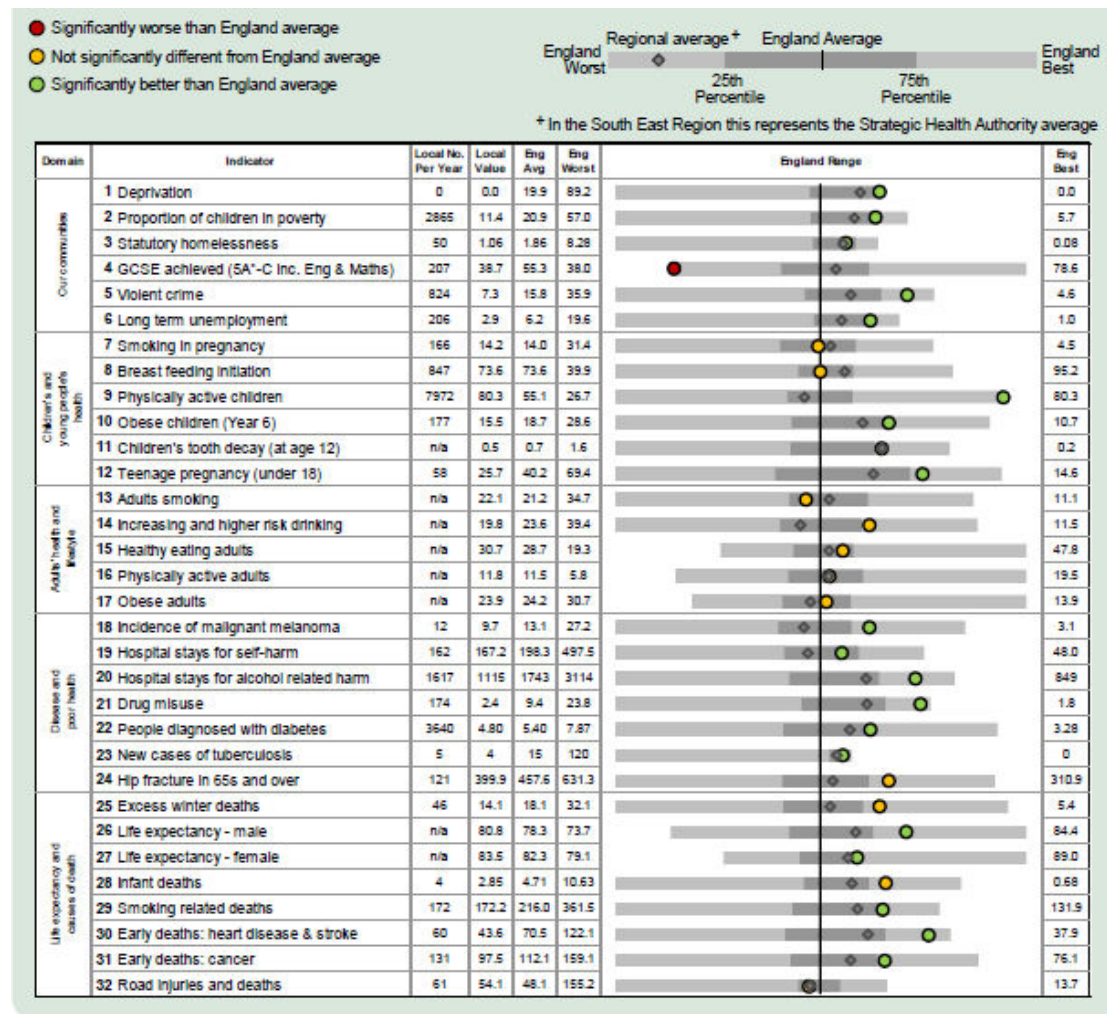 Significantly worse than England average
Not significantly different from England average
Significantly better than England average
Regional average+ England Average
England Worst
England Best
25th Percentile
75th Percentile
+ In the South East Region this represents the Strategic Health Authority average
Domain Indicator Local No. Per Year Local Value Eng Avg Eng Worst England Range Eng Best
Our communities
1 Deprivation 0 0.0 19.9 89.2 0.0
2 Proportion of children in poverty 2865 11.4 20.9 57.0 5.7
3 Statutory homelessness 50 1.06 1.86 8.28 0.08
4 GCSE achieved (5A*-C inc. Eng & Maths) 207 38.7 55.3 38.0 78.6
5 Violent crime 824 7.3 15.8 35.9 4.6
6 Long term unemployment 206 2.9 6.2 19.6 1.0
Children's and young people's health
7 Smoking in pregnancy 166 14.2 14.0 31.4 4.5
8 Breast feeding initiation 847 73.6 73.6 39.9 95.2
9 Physically active children 7972 80.3 55.1 26.7 80.3
10 Obese children (Year 6) 177 15.5 18.7 28.6 10.7
11 Children's tooth decay (at age 12) n/a 0.5 0.7 1.6 0.2
12 Teenage pregnancy (under 18) 58 25.7 40.2 69.4 14.6
Adults' health and lifestyle
13 Adults smoking n/a 22.1 21.2 34.7 11.1
14 Increasing and higher risk drinking n/a 19.8 23.6 39.4 11.5
15 Healthy eating adults n/a 30.7 28.7 19.3 47.8
16 Physically active adults n/a 11.8 11.5 5.8 19.5
17 Obese adults n/a 23.9 24.2 30.7 13.9
Disease and poor health
18 Incidence of malignant melanoma 12 9.7 13.1 27.2 3.1
19 Hospital stays for self-harm 162 167.2 198.3 497.5 48.0
20 Hospital stays for alcohol related harm 1617 1115 1743 3114 849
21 Drug misuse 174 2.4 9.4 23.8 1.8
22 People diagnosed with diabetes 3640 4.80 5.40 7.87 3.28
23 New cases of tuberculosis 5 4 15 120 0
24 Hip fracture in 65s and over 121 399.9 457.6 631.3 310.9
Life expectancy and causes of death
25 Excess winter deaths 46 14.1 18.1 32.1 5.4
26 Life expectancy - male n/a 80.8 78.3 73.7 84.4
27 Life expectancy - female n/a 83.5 82.3 79.1 89.0
28 Infant deaths 4 2.85 4.71 10.63 0.68
29 Smoking related deaths 172 172.2 216.0 361.5 131.9
30 Early deaths: heart disease & stroke 60 43.6 70.5 122.1 37.9
31 Early deaths: cancer 131 97.5 112.1 159.1 76.1
32 Road injuries and deaths 61 54.1 48.1 155.2 13.7